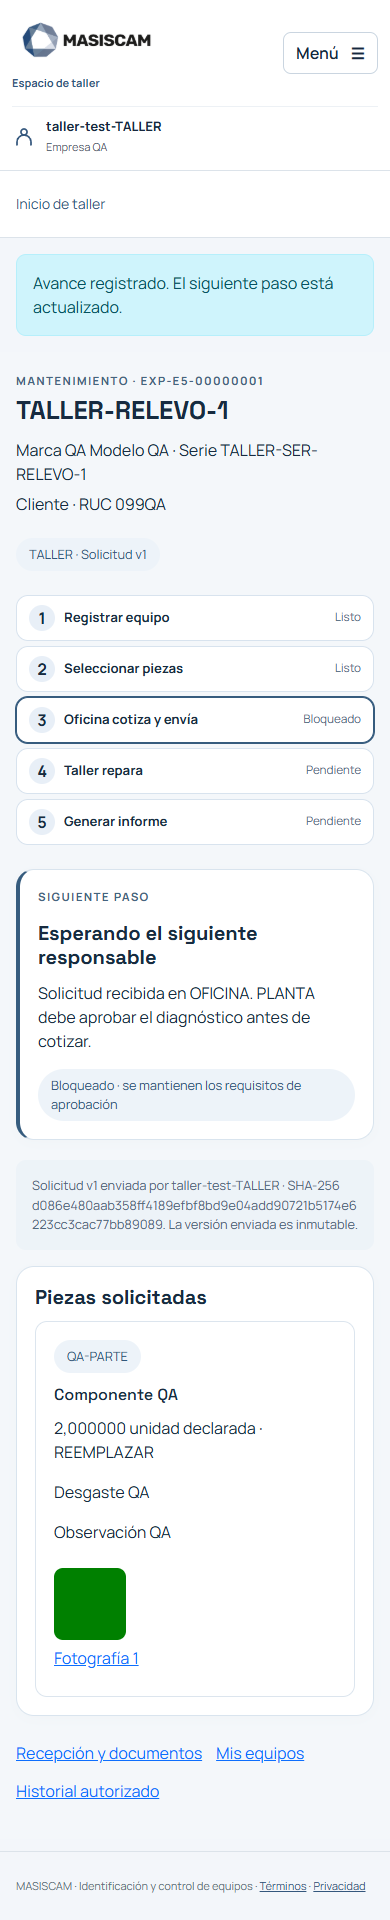 MASISCAM
Menú ☰
Espacio de taller
taller-test-TALLER
Empresa QA
Inicio de taller
Avance registrado. El siguiente paso está
actualizado.
MANTENIMIENTO · EXP-E5-00000001
TALLER-RELEVO-1
Marca QA Modelo QA · Serie TALLER-SER-
RELEVO-1
Cliente · RUC 099QA
TALLER · Solicitud v1
1 Registrar equipo Listo
2 Seleccionar piezas Listo
3 Oficina cotiza y envía Bloqueado
4 Taller repara Pendiente
5 Generar informe Pendiente
SIGUIENTE PASO
Esperando el siguiente
responsable
Solicitud recibida en OFICINA. PLANTA
debe aprobar el diagnóstico antes de
cotizar.
Bloqueado · se mantienen los requisitos de
aprobación
Solicitud v1 enviada por taller-test-TALLER · SHA-256
d086e480aab358ff4189efbf8bd9e04add90721b5174e6
223cc3cac77bb89089. La versión enviada es inmutable.
Piezas solicitadas
QA-PARTE
Componente QA
2,000000 unidad declarada ·
REEMPLAZAR
Desgaste QA
Observación QA
Fotografía 1
Recepción y documentos Mis equipos
Historial autorizado
MASISCAM · Identificación y control de equipos · Términos · Privacidad